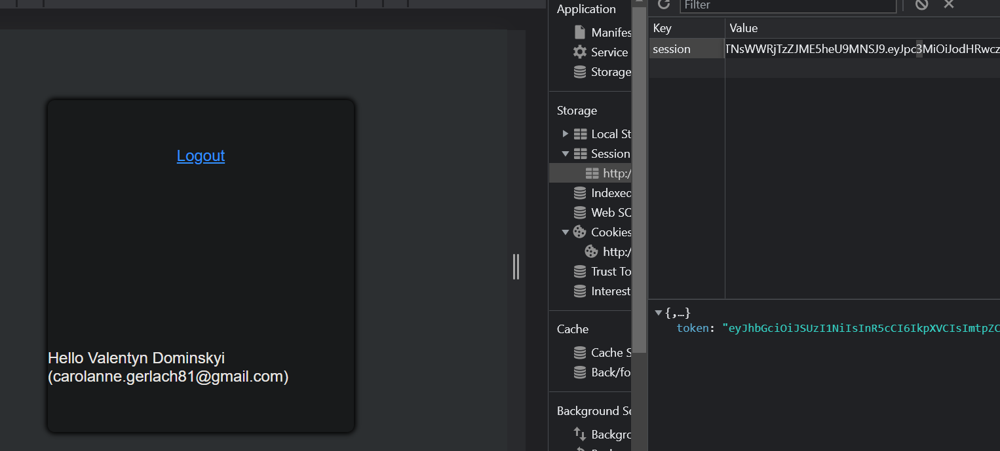 Logout
Hello Valentyn Dominskyi
(carolanne.gerlach81@gmail.com)
Application
Manifes
Service
Storage
Storage
Local St
Session
http:/
Indexed
Web SQ
Cookies
http:/
Trust To
Interest
Cache
Cache S
Back/fo
Background Se
Backgro
Filter
Key Value
session TNsWWRjTzZJME5heU9MNSJ9.eyJpc3MiOiJodHRwcz
{,…}
token: "eyJhbGciOiJSUzI1NiIsInR5cCI6IkpXVCIsImtpZC